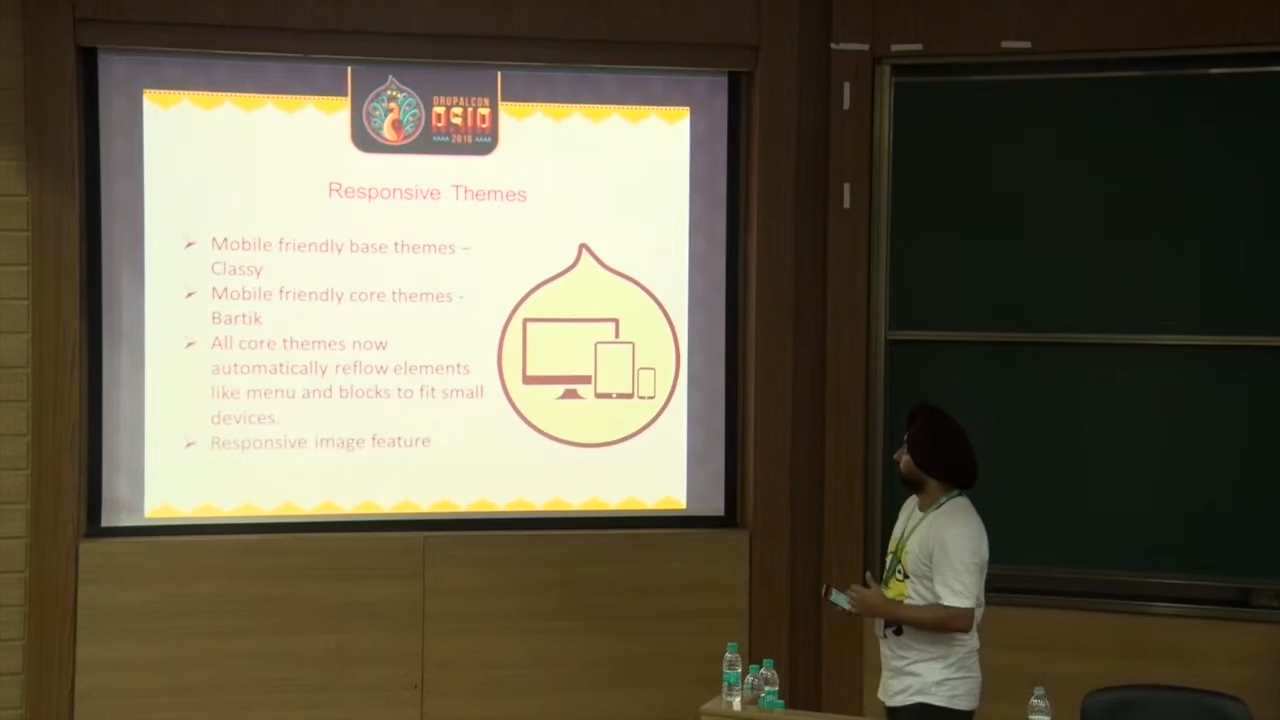 DRUPALCON
2016
Responsive Themes
Mobile friendly base themes –
Classy
Mobile friendly core themes -
Bartik
All core themes now
automatically reflow elements
like menu and blocks to fit small
devices.
Responsive image feature